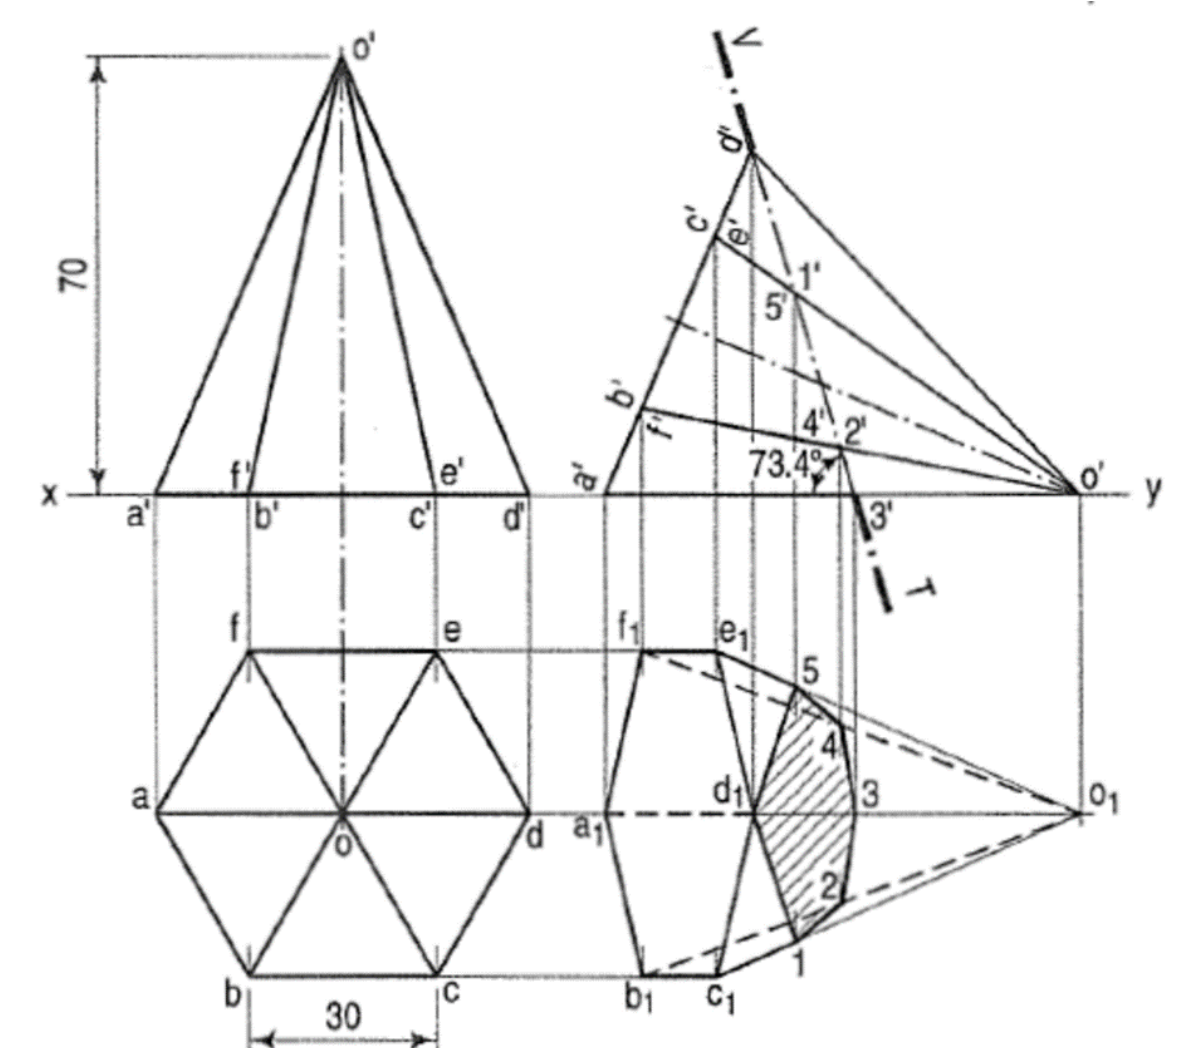 o'
V
d"
c'
e'
70
1'
5'
b'
f'
4' 2'
73.4°
x
f'
e'
a"
o'
y
a'
b'
c'
d'
3'
T
f
e
f₁
e₁
5
4
a
o
d
a₁
d₁
3
o₁
2
1
b
c
b₁
c₁
30